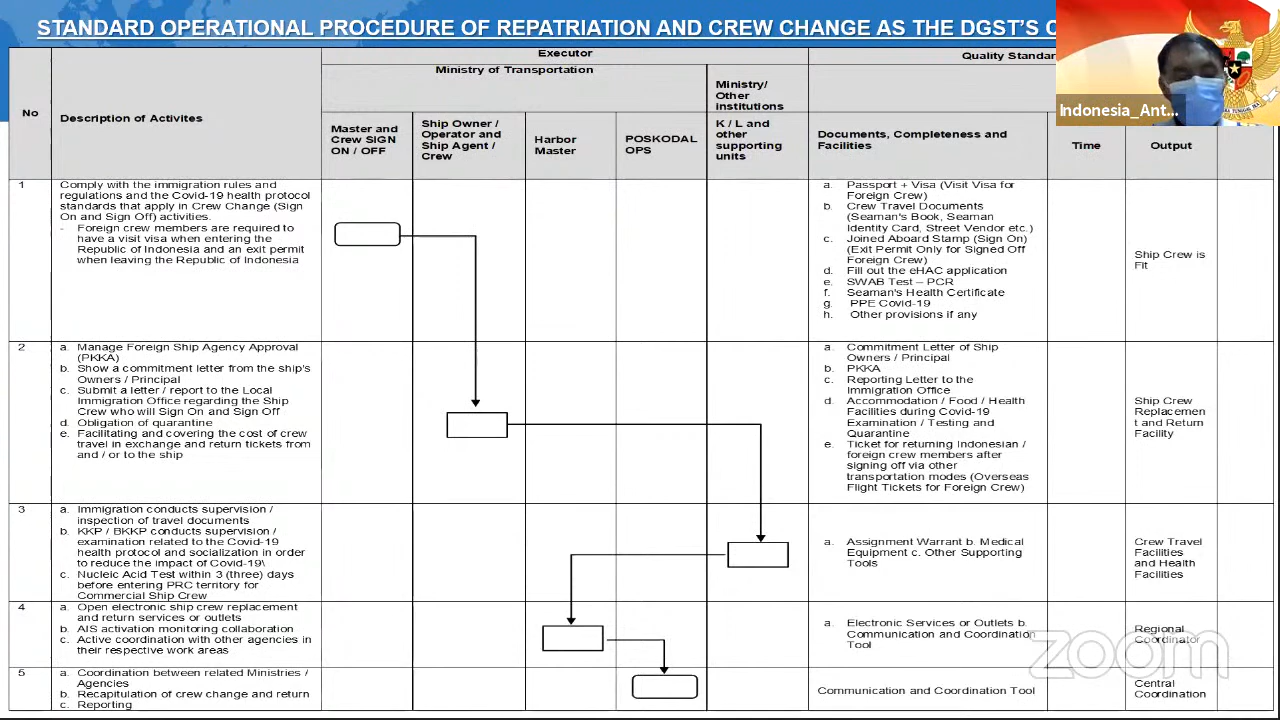 STANDARD OPERATIONAL PROCEDURE OF REPATRIATION AND CREW CHANGE AS THE DGST'S C
Indonesia_Ant...
No
Description of Activites
Executor
Ministry of Transportation
Ministry/
Other
institutions
Quality Standar
Master and
Crew SIGN
ON / OFF
Ship Owner /
Operator and
Ship Agent /
Crew
Harbor
Master
POSKODAL
OPS
K / L and
other
supporting
units
Documents, Completeness and
Facilities
Time
Output
1
Comply with the immigration rules and
regulations and the Covid-19 health protocol
standards that apply in Crew Change (Sign
On and Sign Off) activities.
- Foreign crew members are required to
have a visit visa when entering the
Republic of Indonesia and an exit permit
when leaving the Republic of Indonesia
a. Passport + Visa (Visit Visa for
Foreign Crew)
b. Crew Travel Documents
(Seaman's Book, Seaman
Identity Card, Street Vendor etc.)
c. Joined Aboard Stamp (Sign On)
(Exit Permit Only for Signed Off
Foreign Crew)
d. Fill out the eHAC application
e. SWAB Test – PCR
f. Seaman's Health Certificate
g. PPE Covid-19
h. Other provisions if any
Ship Crew is
Fit
2
a. Manage Foreign Ship Agency Approval
(PKKA)
b. Show a commitment letter from the ship's
Owners / Principal
c. Submit a letter / report to the Local
Immigration Office regarding the Ship
Crew who will Sign On and Sign Off
d. Obligation of quarantine
e. Facilitating and covering the cost of crew
travel in exchange and return tickets from
and / or to the ship
a. Commitment Letter of Ship
Owners / Principal
b. PKKA
c. Reporting Letter to the
Immigration Office
d. Accommodation / Food / Health
Facilities during Covid-19
Examination / Testing and
Quarantine
e. Ticket for returning Indonesian /
foreign crew members after
signing off via other
transportation modes (Overseas
Flight Tickets for Foreign Crew)
Ship Crew
Replacemen
t and Return
Facility
3
a. Immigration conducts supervision /
inspection of travel documents
b. KKP / BKKP conducts supervision /
examination related to the Covid-19
health protocol and socialization in order
to reduce the impact of Covid-19\
c. Nucleic Acid Test within 3 (three) days
before entering PRC territory for
Commercial Ship Crew
a. Assignment Warrant b. Medical
Equipment c. Other Supporting
Tools
Crew Travel
Facilities
and Health
Facilities
4
a. Open electronic ship crew replacement
and return services or outlets
b. AIS activation monitoring collaboration
c. Active coordination with other agencies in
their respective work areas
a. Electronic Services or Outlets b.
Communication and Coordination
Tool
Regional
Coordinator
5
a. Coordination between related Ministries /
Agencies
b. Recapitulation of crew change and return
c. Reporting
Communication and Coordination Tool
Central
Coordination
zoom